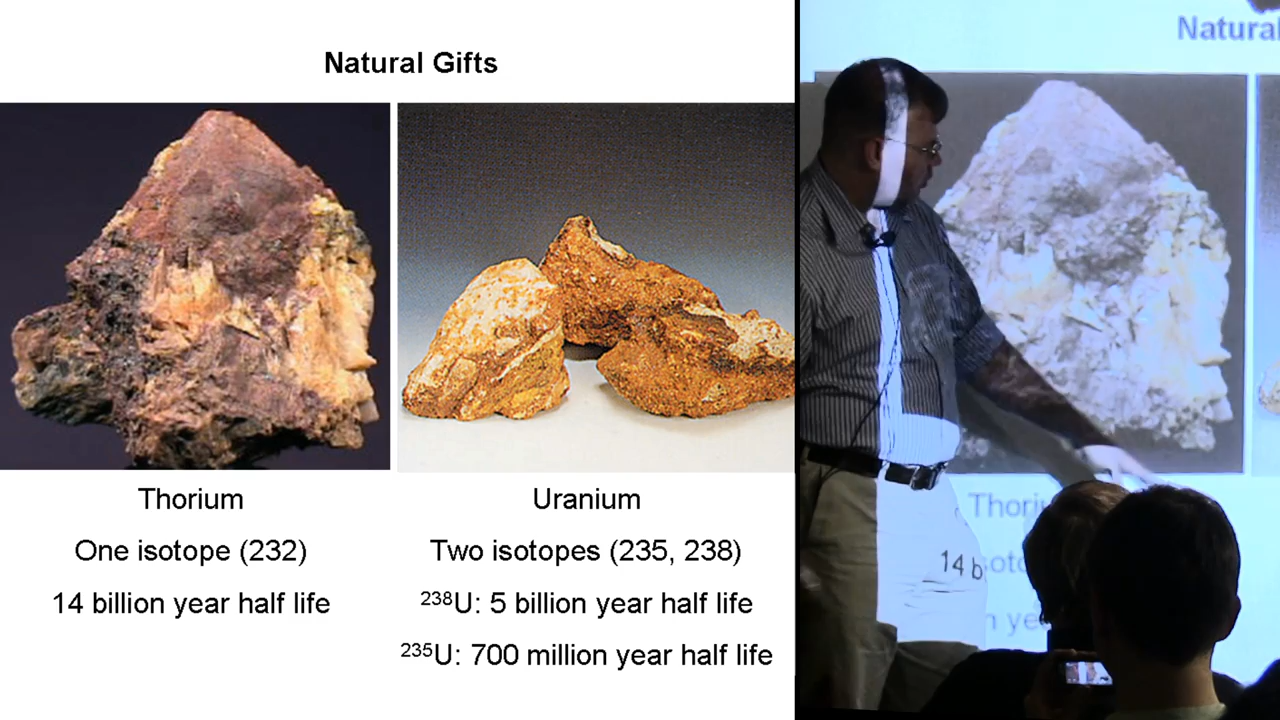 Natural Gifts
Thorium
One isotope (232)
14 billion year half life
Uranium
Two isotopes (235, 238)
²³⁸U: 5 billion year half life
²³⁵U: 700 million year half life
Natural
14 b